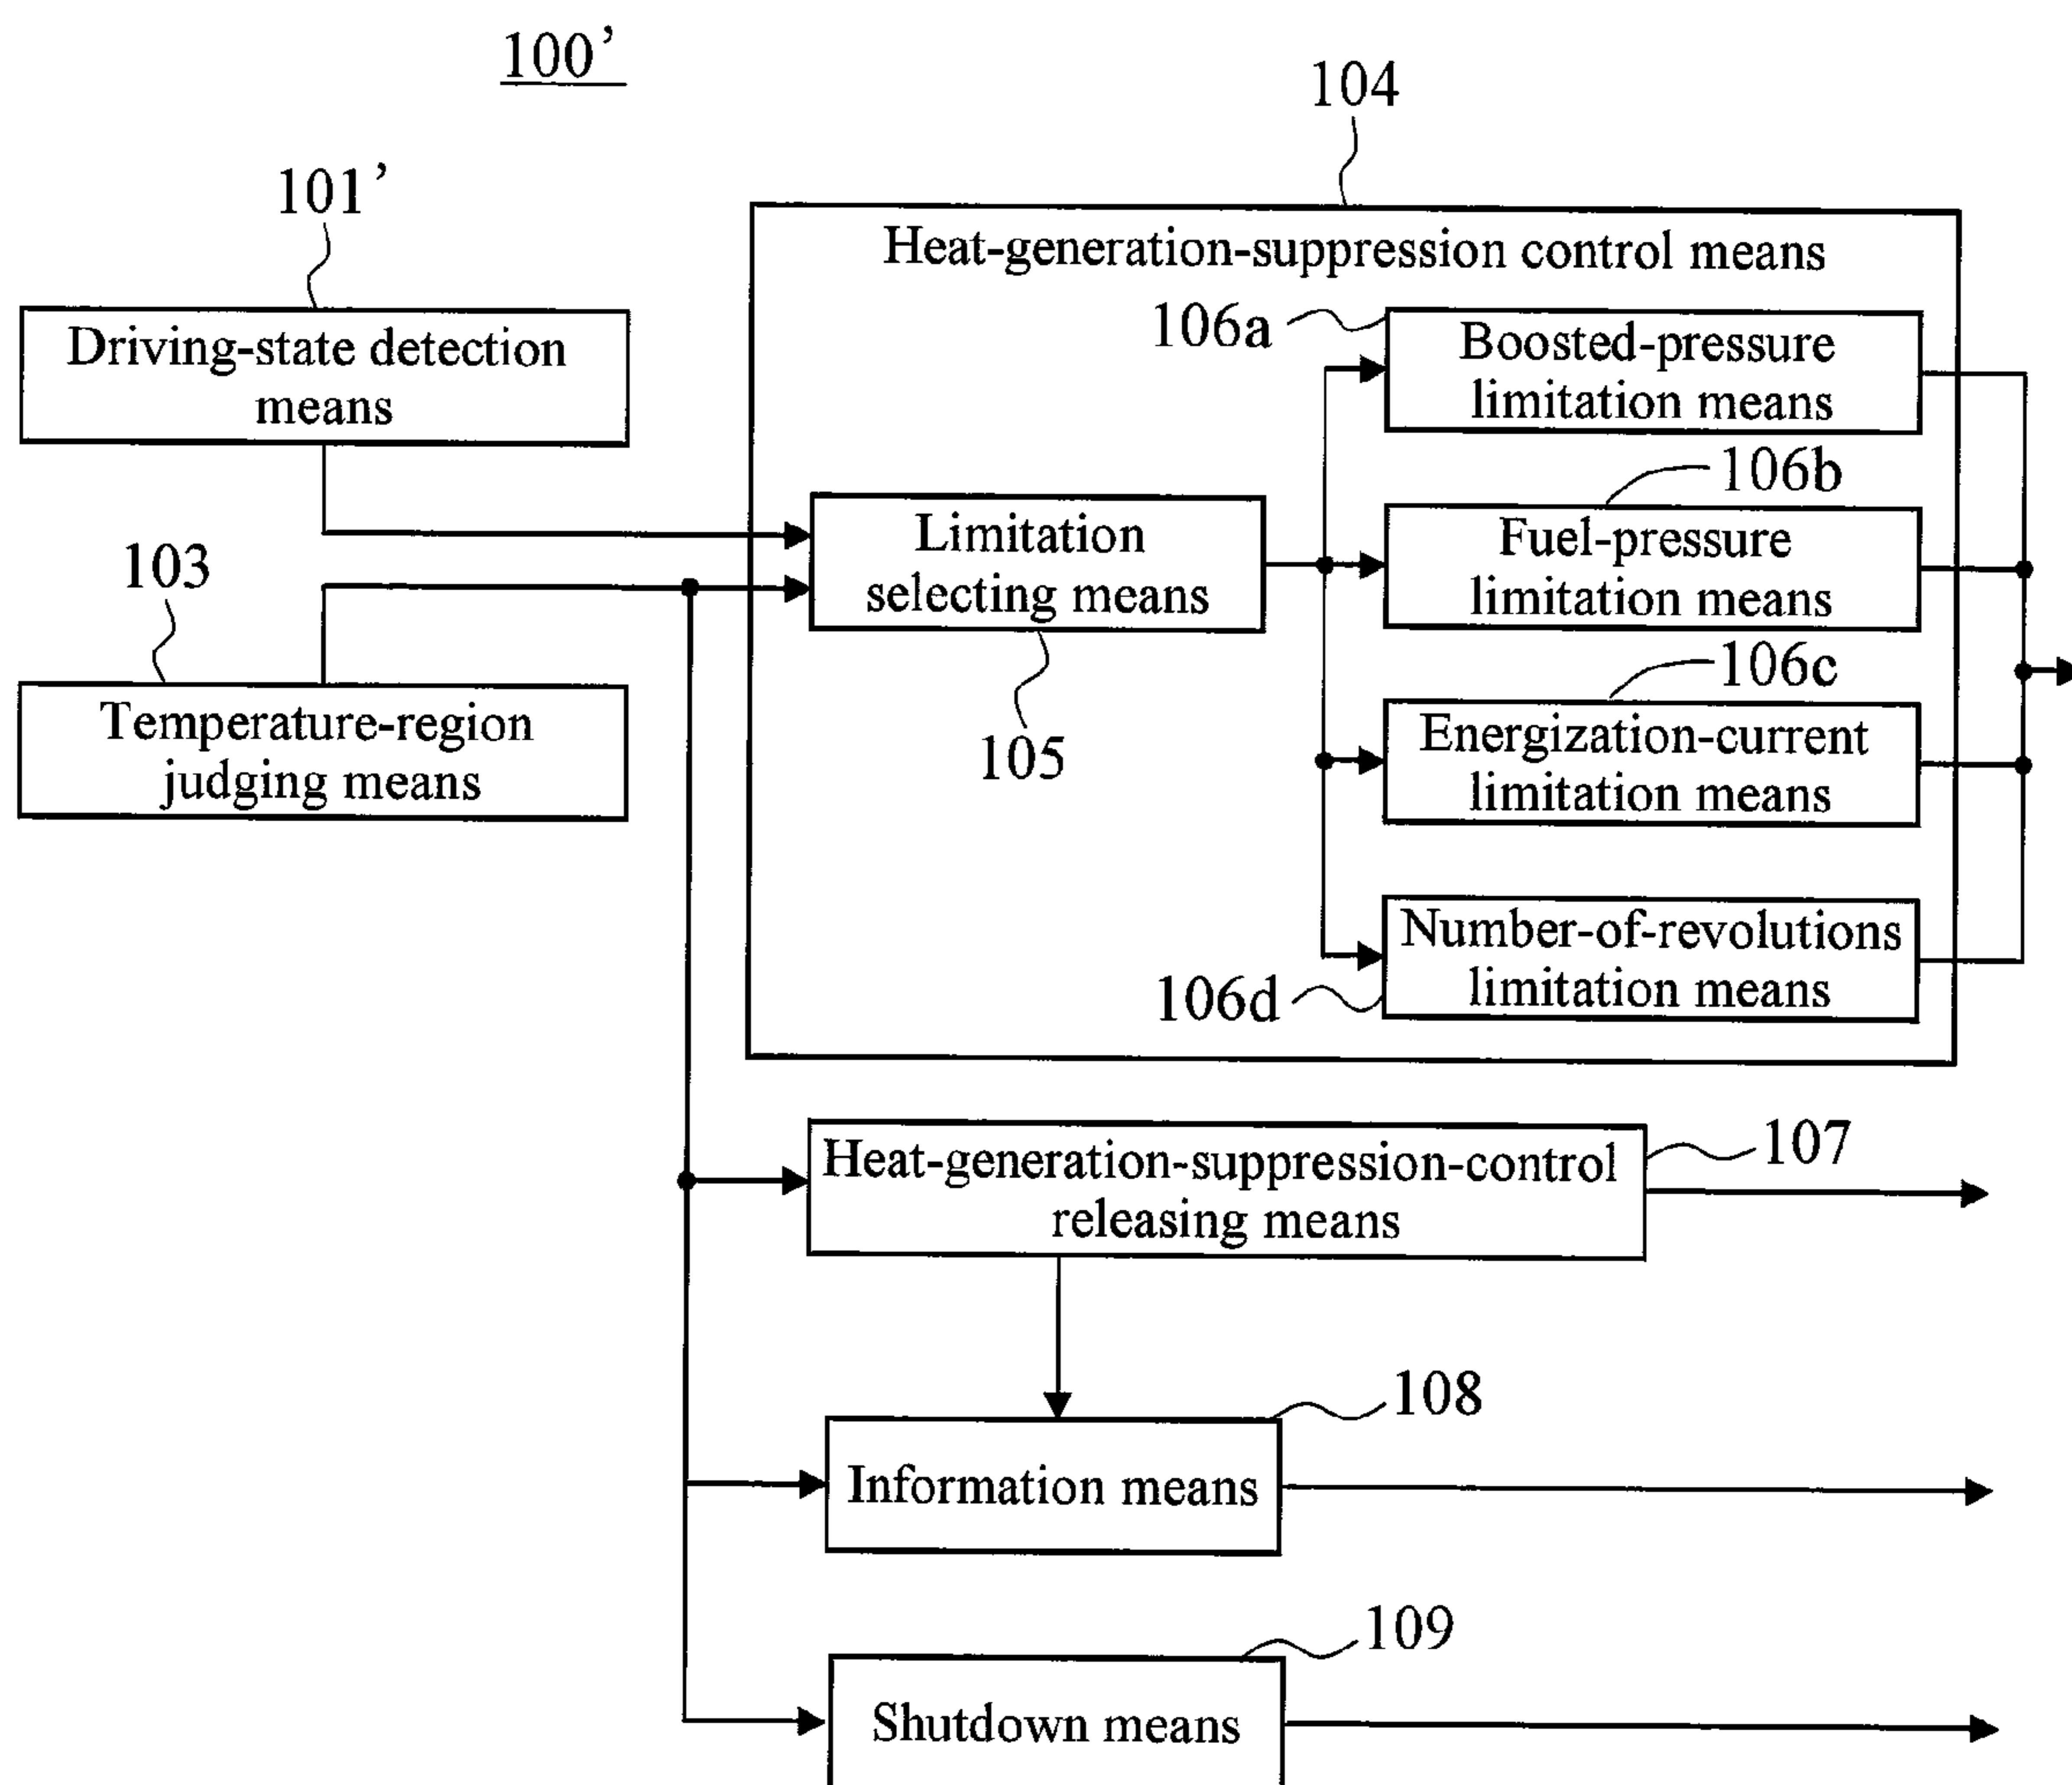 100’
104
101’
Heat-generation-suppression control means
106a
Boosted-pressure
limitation means
Driving-state detection
means
106b
Limitation
selecting means
Fuel-pressure
limitation means
103
106c
Temperature-region
judging means
105
Energization-current
limitation means
Number-of-revolutions
limitation means
106d
Heat-generation-suppression-control
releasing means
107
108
Information means
109
Shutdown means